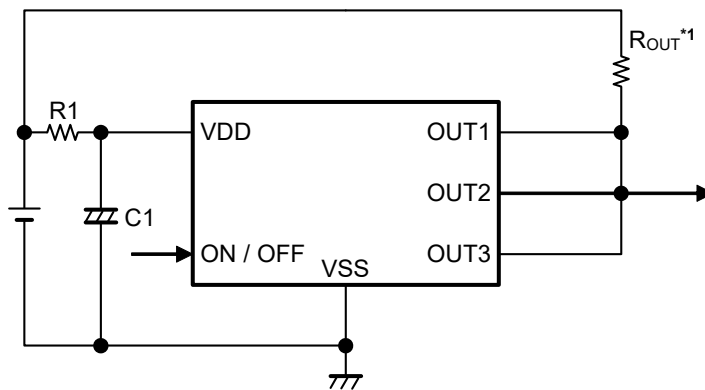 ROUT*1
R1
VDD
OUT1
OUT2
C1
ON / OFF
OUT3
VSS